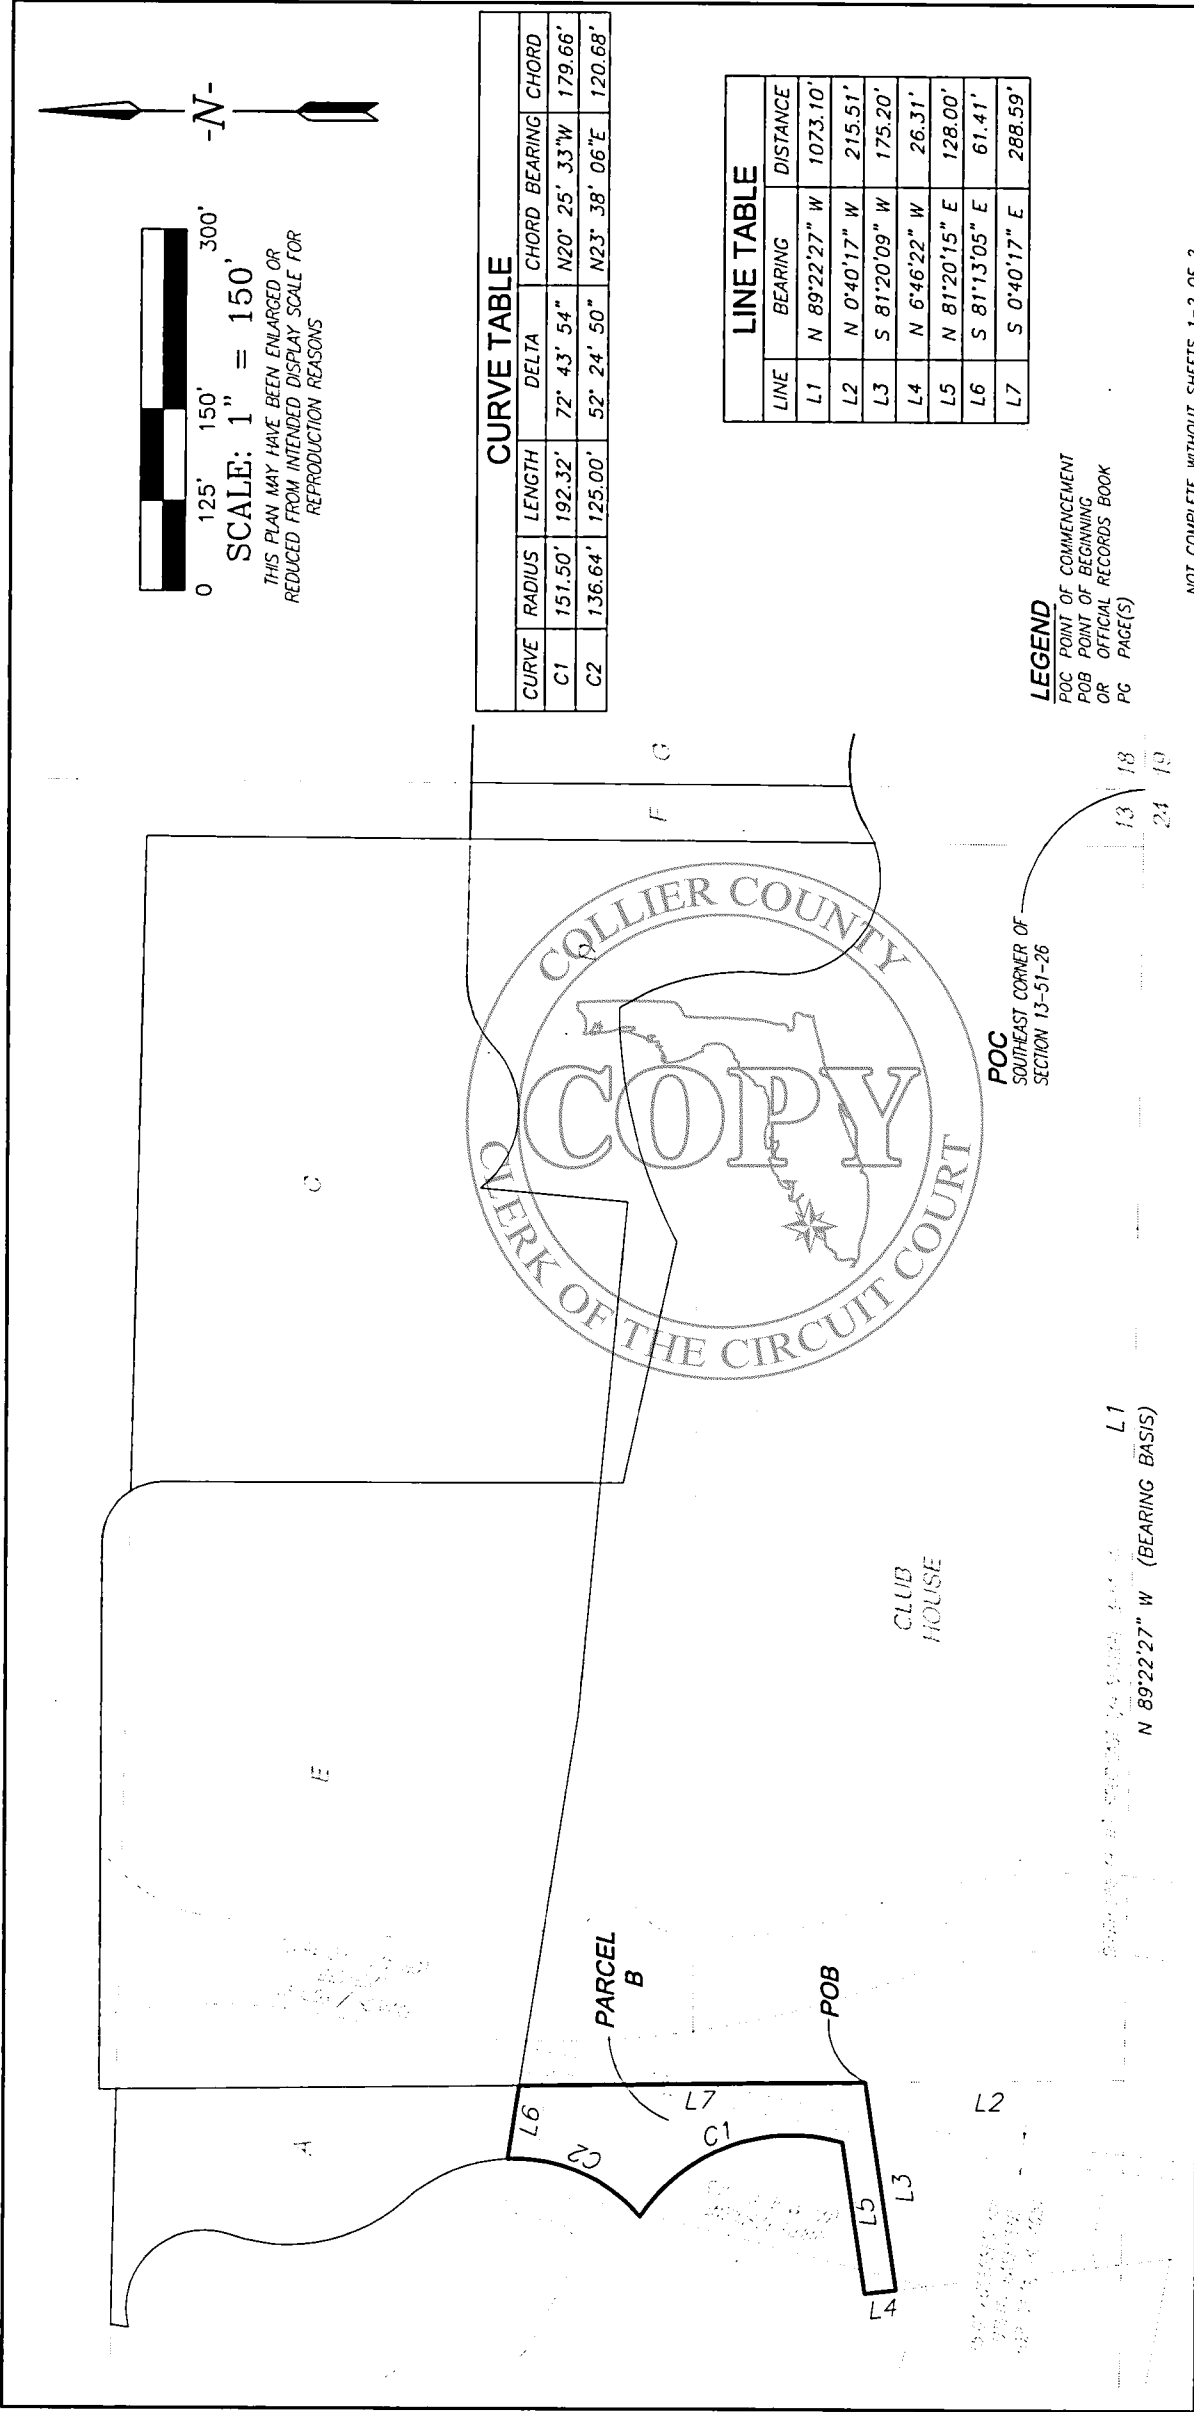 -N-
0 125' 150' 300'
SCALE: 1" = 150'
THIS PLAN MAY HAVE BEEN ENLARGED OR
REDUCED FROM INTENDED DISPLAY SCALE FOR
REPRODUCTION REASONS
CURVE TABLE
CURVE RADIUS LENGTH DELTA CHORD BEARING CHORD
C1 151.50' 192.32' 72° 43' 54" N20° 25' 33"W 179.66'
C2 136.64' 125.00' 52° 24' 50" N23° 38' 06"E 120.68'
LINE TABLE
LINE BEARING DISTANCE
L1 N 89°22'27" W 1073.10'
L2 N 0°40'17" W 215.51'
L3 S 81°20'09" W 175.20'
L4 N 6°46'22" W 26.31'
L5 N 81°20'15" E 128.00'
L6 S 81°13'05" E 61.41'
L7 S 0°40'17" E 288.59'
LEGEND
POC POINT OF COMMENCEMENT
POB POINT OF BEGINNING
OR OFFICIAL RECORDS BOOK
PG PAGE(S)
NOT COMPLETE WITHOUT SHEETS 1-3 OF 3
A
E
C
D
F
G
L6
C2
PARCEL
B
L7
C1
POB
L5
L3
L4
L2
CLUB
HOUSE
L1
N 89°22'27" W (BEARING BASIS)
POC
SOUTHEAST CORNER OF
SECTION 13-51-26
13 18
24 19
COLLIER COUNTY
COPY
CLERK OF THE CIRCUIT COURT